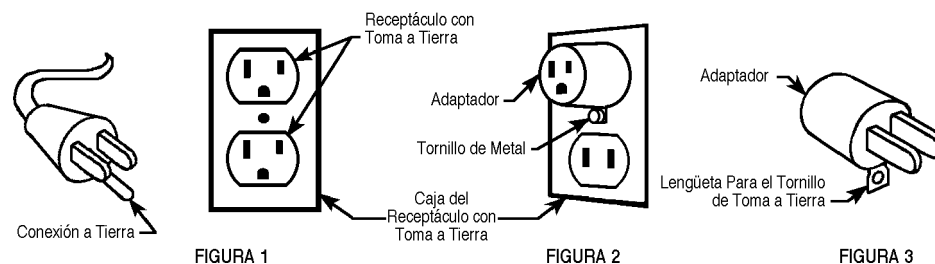 Receptáculo con
Toma a Tierra
Adaptador
Tornillo de Metal
Caja del
Receptáculo con
Toma a Tierra
Conexión a Tierra
Adaptador
Lengüeta Para el Tornillo
de Toma a Tierra
FIGURA 1
FIGURA 2
FIGURA 3